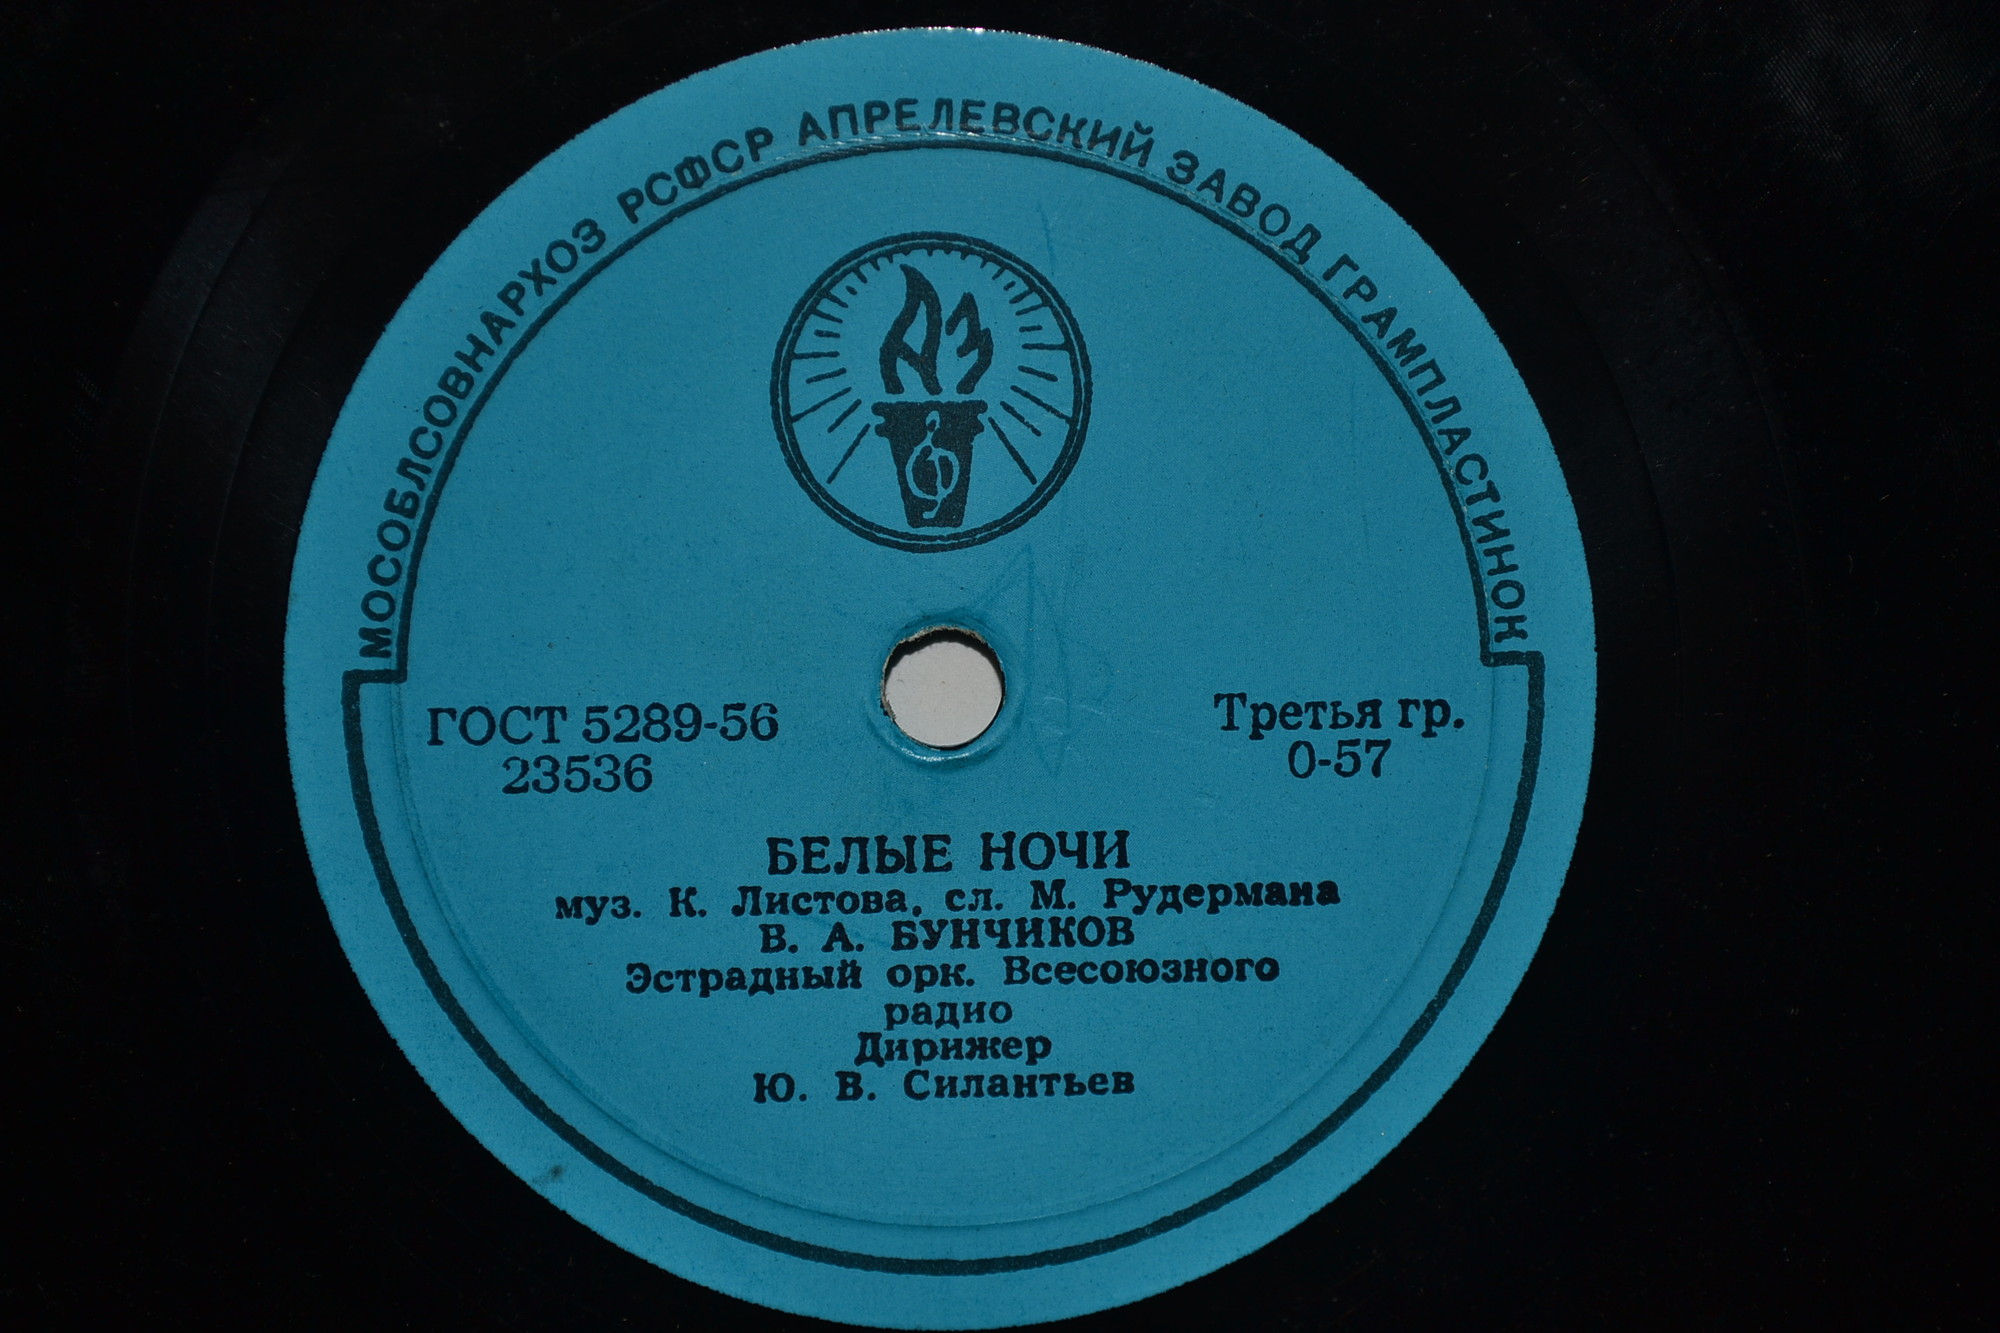 МОСОБЛСОВНАРХОЗ РСФСР АПРЕЛЕВСКИЙ ЗАВОД ГРАМПЛАСТИНОК
АЗ
ГОСТ 5289-56
23536
Третья гр.
0-57
БЕЛЫЕ НОЧИ
муз. К. Листова, сл. М. Рудермана
В. А. БУНЧИКОВ
Эстрадный орк. Всесоюзного
радио
Дирижер
Ю. В. Силантьев